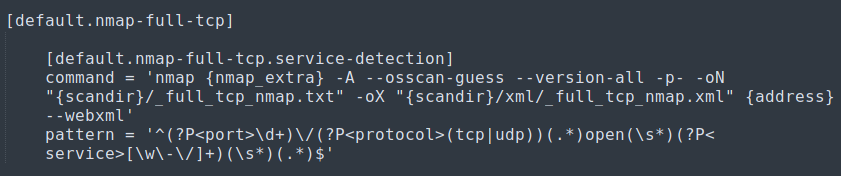 [default.nmap-full-tcp]
[default.nmap-full-tcp.service-detection]
command = 'nmap {nmap_extra} -A --osscan-guess --version-all -p- -oN
"{scandir}/_full_tcp_nmap.txt" -oX "{scandir}/xml/_full_tcp_nmap.xml" {address}
--webxml'
pattern = '^(?P<port>\d+)\/(?P<protocol>(tcp|udp))(.*)open(\s*)(?P<
service>[\w\-\/]+)(\s*)(.*)$'